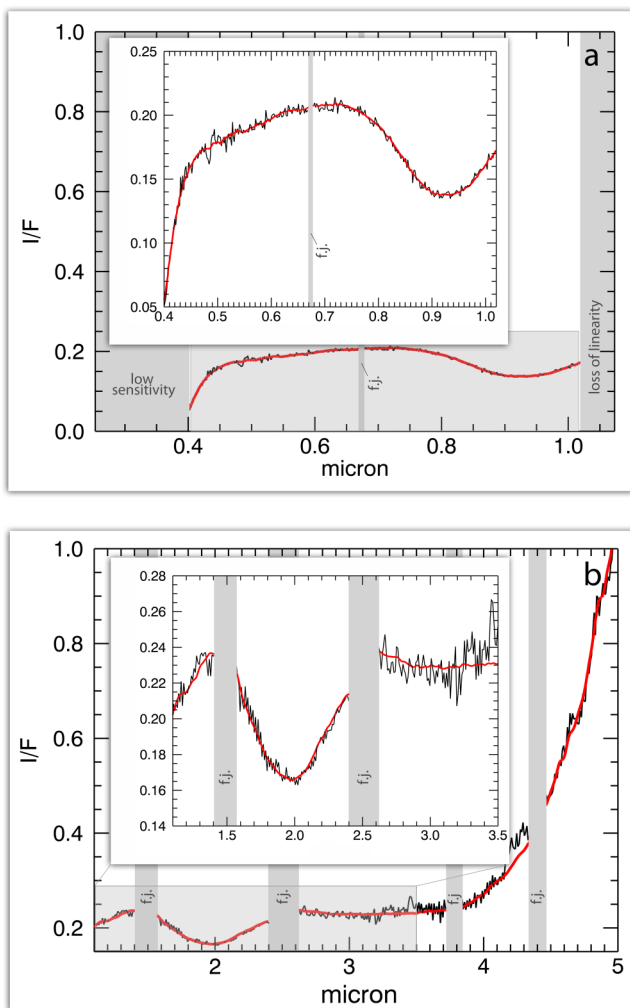 a
1.0
0.8
0.6
0.4
0.2
0.0
I/F
0.25
0.20
0.15
0.10
0.05
0.4 0.5 0.6 0.7 0.8 0.9 1.0
f.j.
low
sensitivity
f.j.
loss of linearity
0.4 0.6 0.8 1.0
micron
b
1.0
0.8
0.6
0.4
0.2
I/F
0.28
0.26
0.24
0.22
0.20
0.18
0.16
0.14
f.j.
f.j.
1.5 2.0 2.5 3.0 3.5
f.j.
f.j.
f.j
f.j.
2 3 4 5
micron